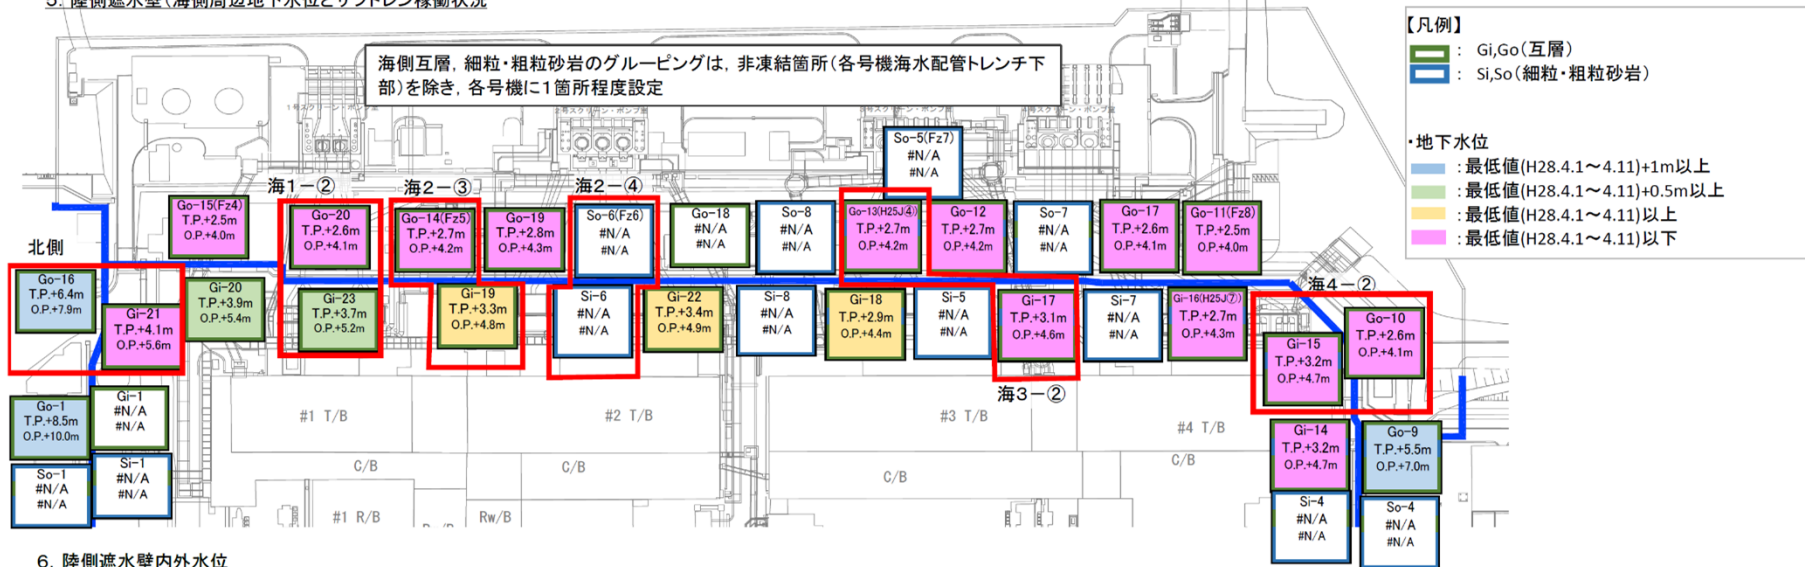 海側互層，細粒・粗粒砂岩のグルーピングは，非凍結箇所（各号機海水配管トレンチ下
部）を除き，各号機に１箇所程度設定
【凡例】
： Gi,Go（互層）
： Si,So（細粒・粗粒砂岩）
・地下水位
：最低値(H28.4.1～4.11)+1m以上
：最低値(H28.4.1～4.11)+0.5m以上
：最低値(H28.4.1～4.11)以上
：最低値(H28.4.1～4.11)以下
So-5(Fz7)
#N/A
#N/A
海1－②
海2－③
海2－④
Go-15(Fz4)
T.P.+2.5m
O.P.+4.0m
Go-20
T.P.+2.6m
O.P.+4.1m
Go-14(Fz5)
T.P.+2.7m
O.P.+4.2m
Go-19
T.P.+2.8m
O.P.+4.3m
So-6(Fz6)
#N/A
#N/A
Go-18
#N/A
#N/A
So-8
#N/A
#N/A
Go-13(H25J④)
T.P.+2.7m
O.P.+4.2m
Go-12
T.P.+2.7m
O.P.+4.2m
So-7
#N/A
#N/A
Go-17
T.P.+2.6m
O.P.+4.1m
Go-11(Fz8)
T.P.+2.5m
O.P.+4.0m
北側
Go-16
T.P.+6.4m
O.P.+7.9m
Gi-21
T.P.+4.1m
O.P.+5.6m
Gi-20
T.P.+3.9m
O.P.+5.4m
Gi-23
T.P.+3.7m
O.P.+5.2m
Gi-19
T.P.+3.3m
O.P.+4.8m
Si-6
#N/A
#N/A
Gi-22
T.P.+3.4m
O.P.+4.9m
Si-8
#N/A
#N/A
Gi-18
T.P.+2.9m
O.P.+4.4m
Si-5
#N/A
#N/A
Gi-17
T.P.+3.1m
O.P.+4.6m
Si-7
#N/A
#N/A
Gi-16(H25J⑦)
T.P.+2.7m
O.P.+4.3m
海4－②
Gi-15
T.P.+3.2m
O.P.+4.7m
Go-10
T.P.+2.6m
O.P.+4.1m
海3－②
Go-1
T.P.+8.5m
O.P.+10.0m
Gi-1
#N/A
#N/A
So-1
#N/A
#N/A
Si-1
#N/A
#N/A
#1 T/B
#2 T/B
#3 T/B
#4 T/B
C/B
C/B
C/B
C/B
#1 R/B
Rw/B
Gi-14
T.P.+3.2m
O.P.+4.7m
Go-9
T.P.+5.5m
O.P.+7.0m
Si-4
#N/A
#N/A
So-4
#N/A
#N/A
6. 陸側遮水壁内外水位